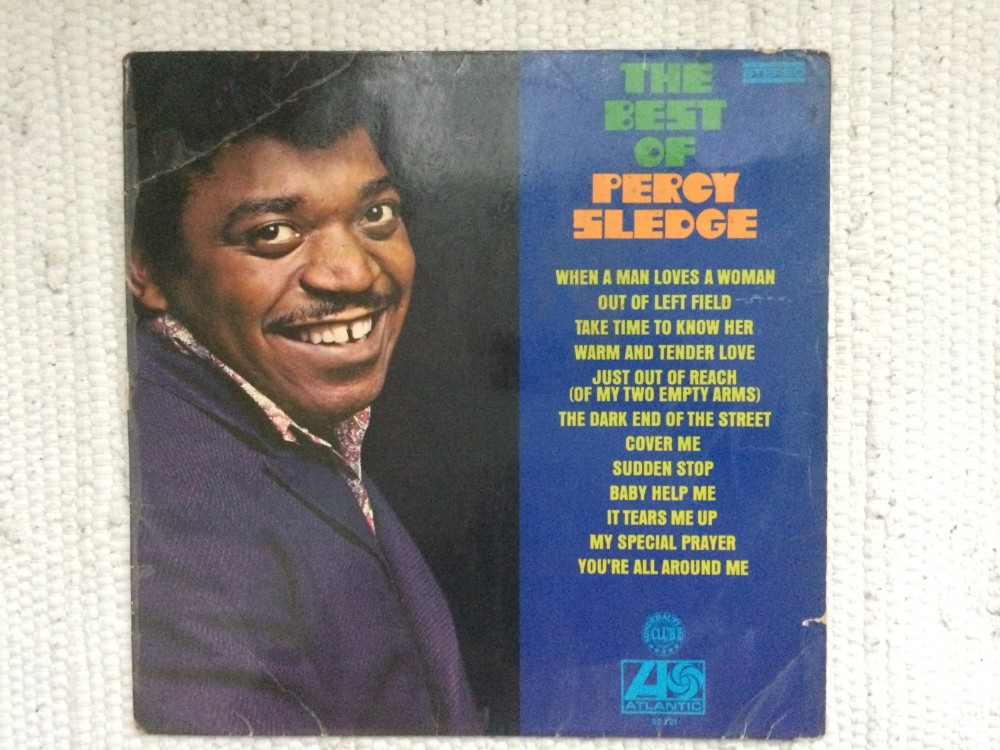 STEREO
THE
BEST
OF
PERCY
SLEDGE
WHEN A MAN LOVES A WOMAN
OUT OF LEFT FIELD
TAKE TIME TO KNOW HER
WARM AND TENDER LOVE
JUST OUT OF REACH
(OF MY TWO EMPTY ARMS)
THE DARK END OF THE STREET
COVER ME
SUDDEN STOP
BABY HELP ME
IT TEARS ME UP
MY SPECIAL PRAYER
YOU'RE ALL AROUND ME
CLUB
ATLANTIC